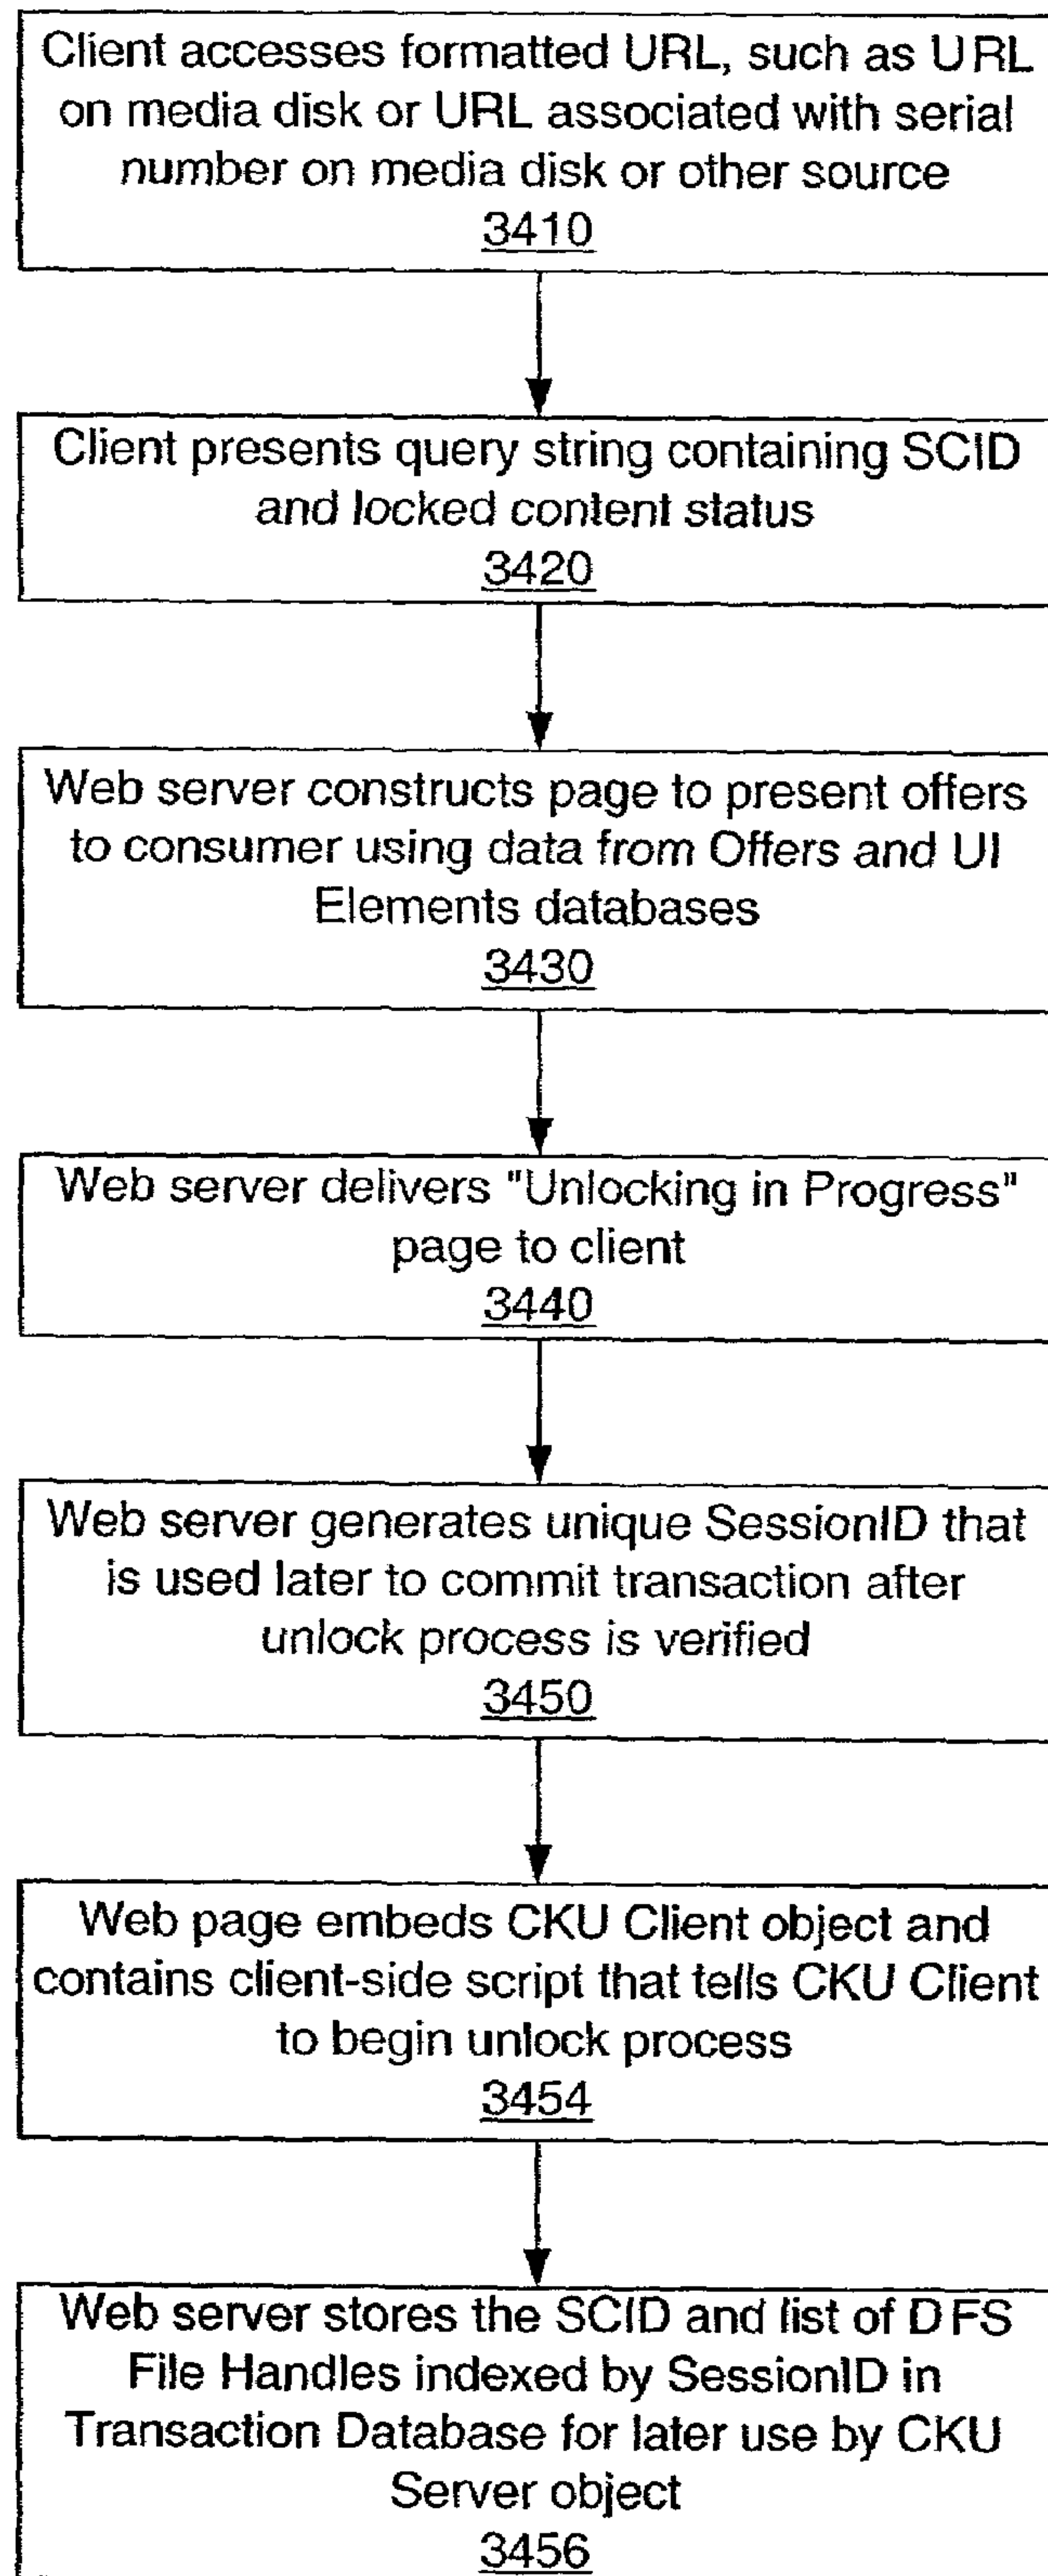 Client accesses formatted URL, such as URL
on media disk or URL associated with serial
number on media disk or other source
3410
Client presents query string containing SCID
and locked content status
3420
Web server constructs page to present offers
to consumer using data from Offers and UI
Elements databases
3430
Web server delivers "Unlocking in Progress"
page to client
3440
Web server generates unique SessionID that
is used later to commit transaction after
unlock process is verified
3450
Web page embeds CKU Client object and
contains client-side script that tells CKU Client
to begin unlock process
3454
Web server stores the SCID and list of DFS
File Handles indexed by SessionID in
Transaction Database for later use by CKU
Server object
3456